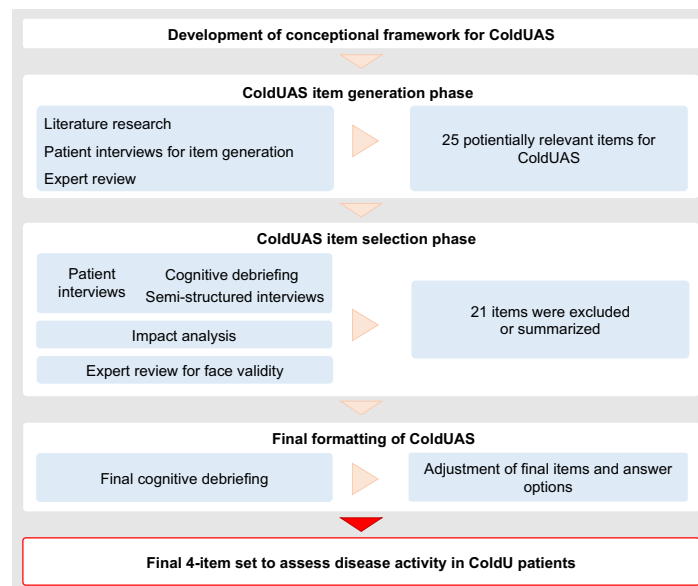 Development of conceptional framework for ColdUAS
ColdUAS item generation phase
Literature research
Patient interviews for item generation
Expert review
25 potientially relevant items for
ColdUAS
ColdUAS item selection phase
Patient
interviews
Cognitive debriefing
Semi-structured interviews
Impact analysis
Expert review for face validity
21 items were excluded
or summarized
Final formatting of ColdUAS
Final cognitive debriefing
Adjustment of final items and answer
options
Final 4-item set to assess disease activity in ColdU patients